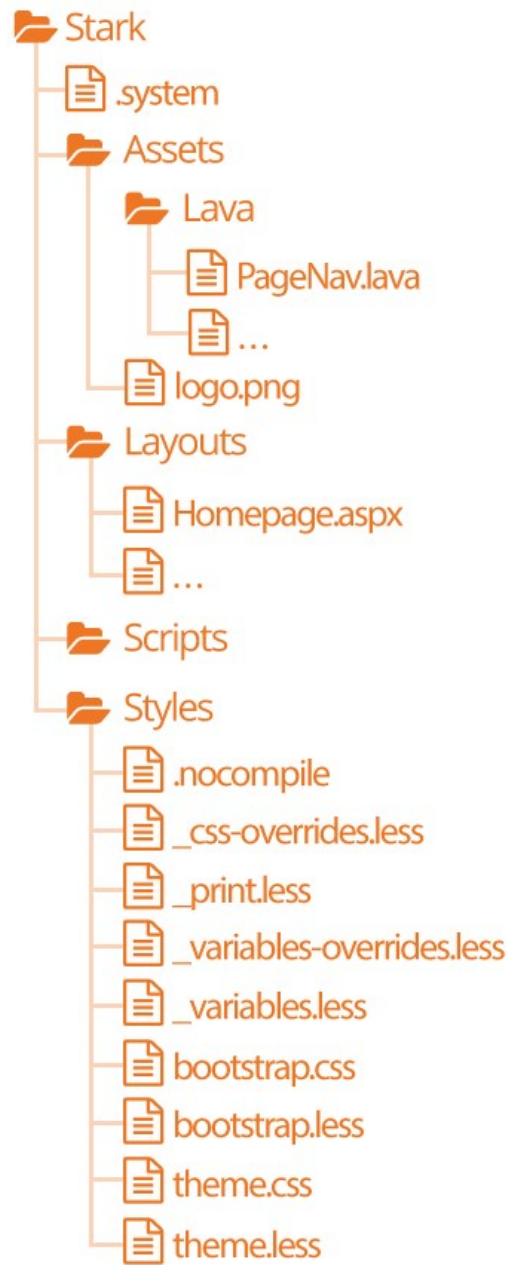 Stark
.system
Assets
Lava
PageNav.lava
...
logo.png
Layouts
Homepage.aspx
...
Scripts
Styles
.nocompile
_css-overrides.less
_print.less
_variables-overrides.less
_variables.less
bootstrap.css
bootstrap.less
theme.css
theme.less